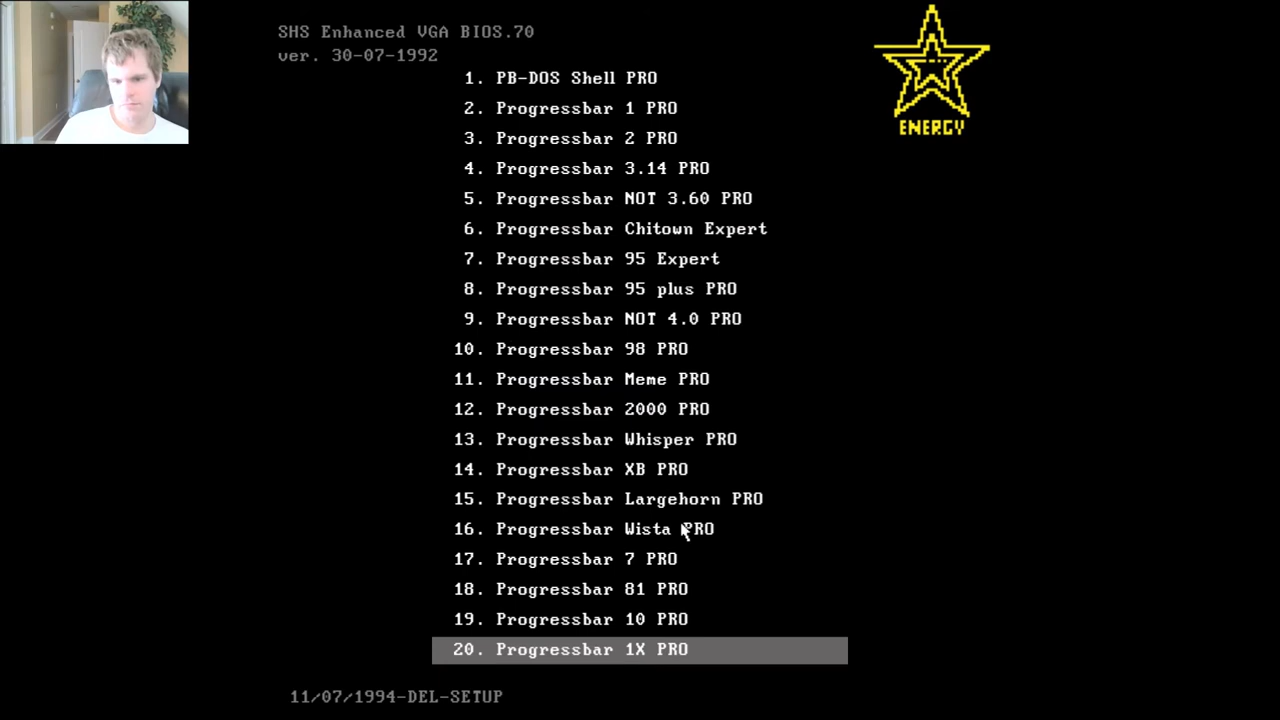 SHS Enhanced VGA BIOS.70
ver. 30-07-1992
ENERGY
1. PB-DOS Shell PRO
2. Progressbar 1 PRO
3. Progressbar 2 PRO
4. Progressbar 3.14 PRO
5. Progressbar NOT 3.60 PRO
6. Progressbar Chitown Expert
7. Progressbar 95 Expert
8. Progressbar 95 plus PRO
9. Progressbar NOT 4.0 PRO
10. Progressbar 98 PRO
11. Progressbar Meme PRO
12. Progressbar 2000 PRO
13. Progressbar Whisper PRO
14. Progressbar XB PRO
15. Progressbar Largehorn PRO
16. Progressbar Wista PRO
17. Progressbar 7 PRO
18. Progressbar 81 PRO
19. Progressbar 10 PRO
20. Progressbar 1X PRO
11/07/1994-DEL-SETUP